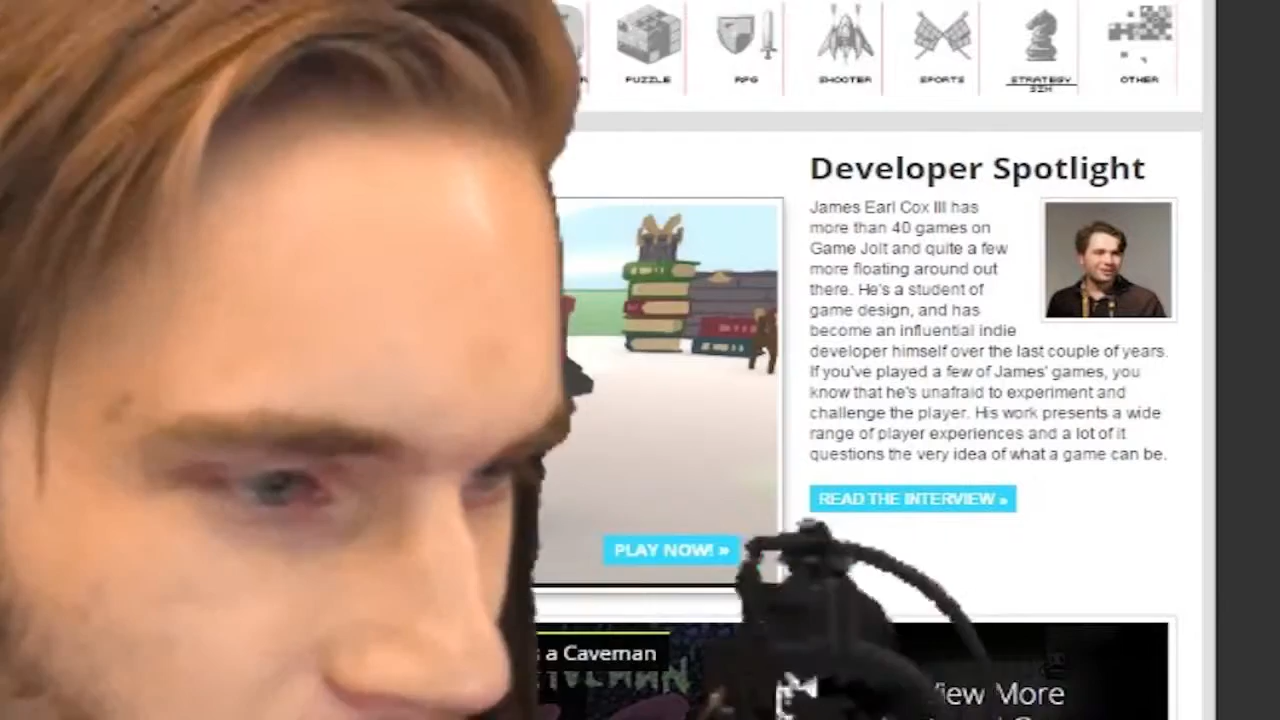 PUZZLE
RPG
SHOOTER
SPORTS
STRATEGY
SIM
OTHER
Developer Spotlight
James Earl Cox III has
more than 40 games on
Game Jolt and quite a few
more floating around out
there. He's a student of
game design, and has
become an influential indie
developer himself over the last couple of years.
If you've played a few of James' games, you
know that he's unafraid to experiment and
challenge the player. His work presents a wide
range of player experiences and a lot of it
questions the very idea of what a game can be.
READ THE INTERVIEW »
PLAY NOW! »
a Caveman
View More